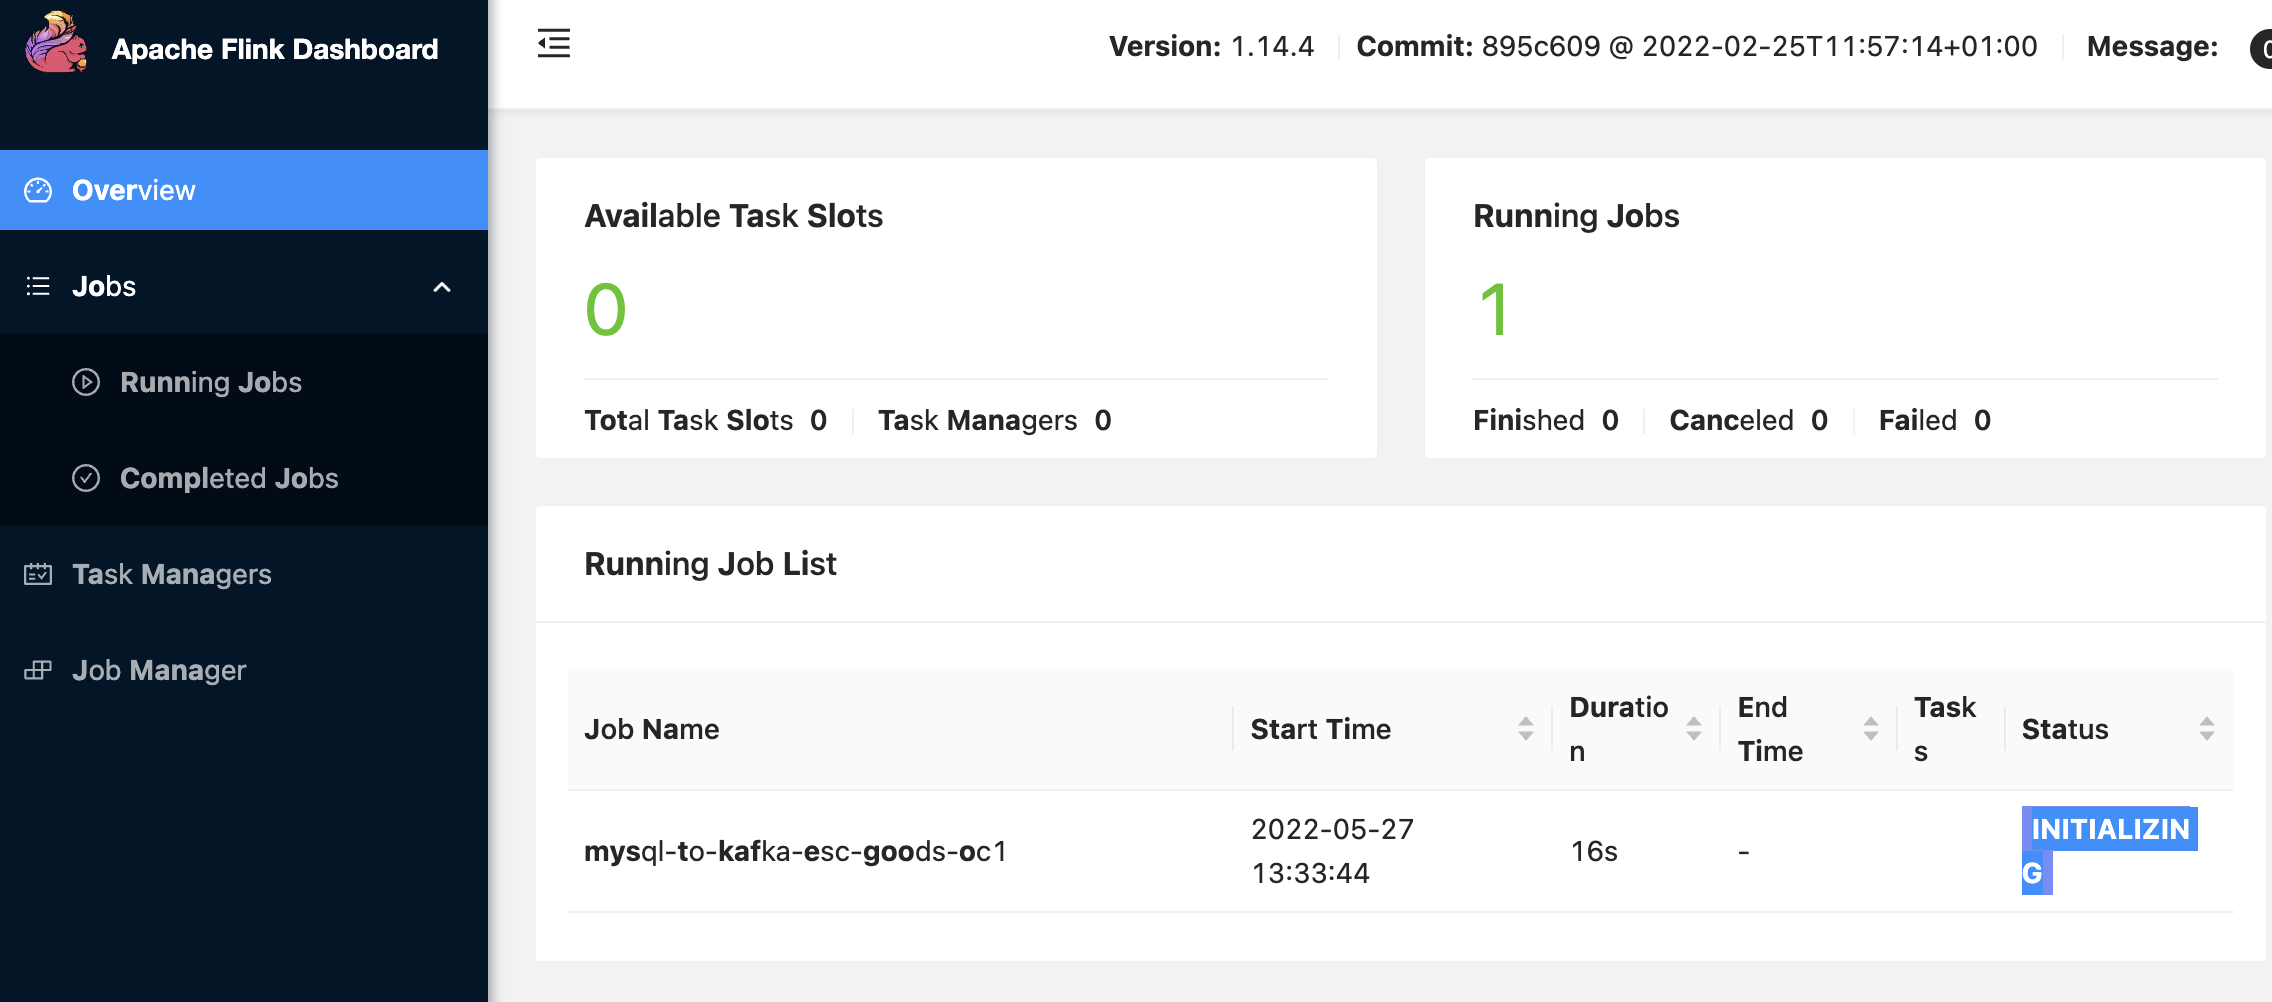 Apache Flink Dashboard
Version: 1.14.4 Commit: 895c609 @ 2022-02-25T11:57:14+01:00 Message:
Overview
Jobs
Running Jobs
Completed Jobs
Task Managers
Job Manager
Available Task Slots
0
Total Task Slots 0 Task Managers 0
Running Jobs
1
Finished 0 Canceled 0 Failed 0
Running Job List
Job Name Start Time Duration End Time Tasks Status
mysql-to-kafka-esc-goods-oc1 2022-05-27 13:33:44 16s - INITIALIZING